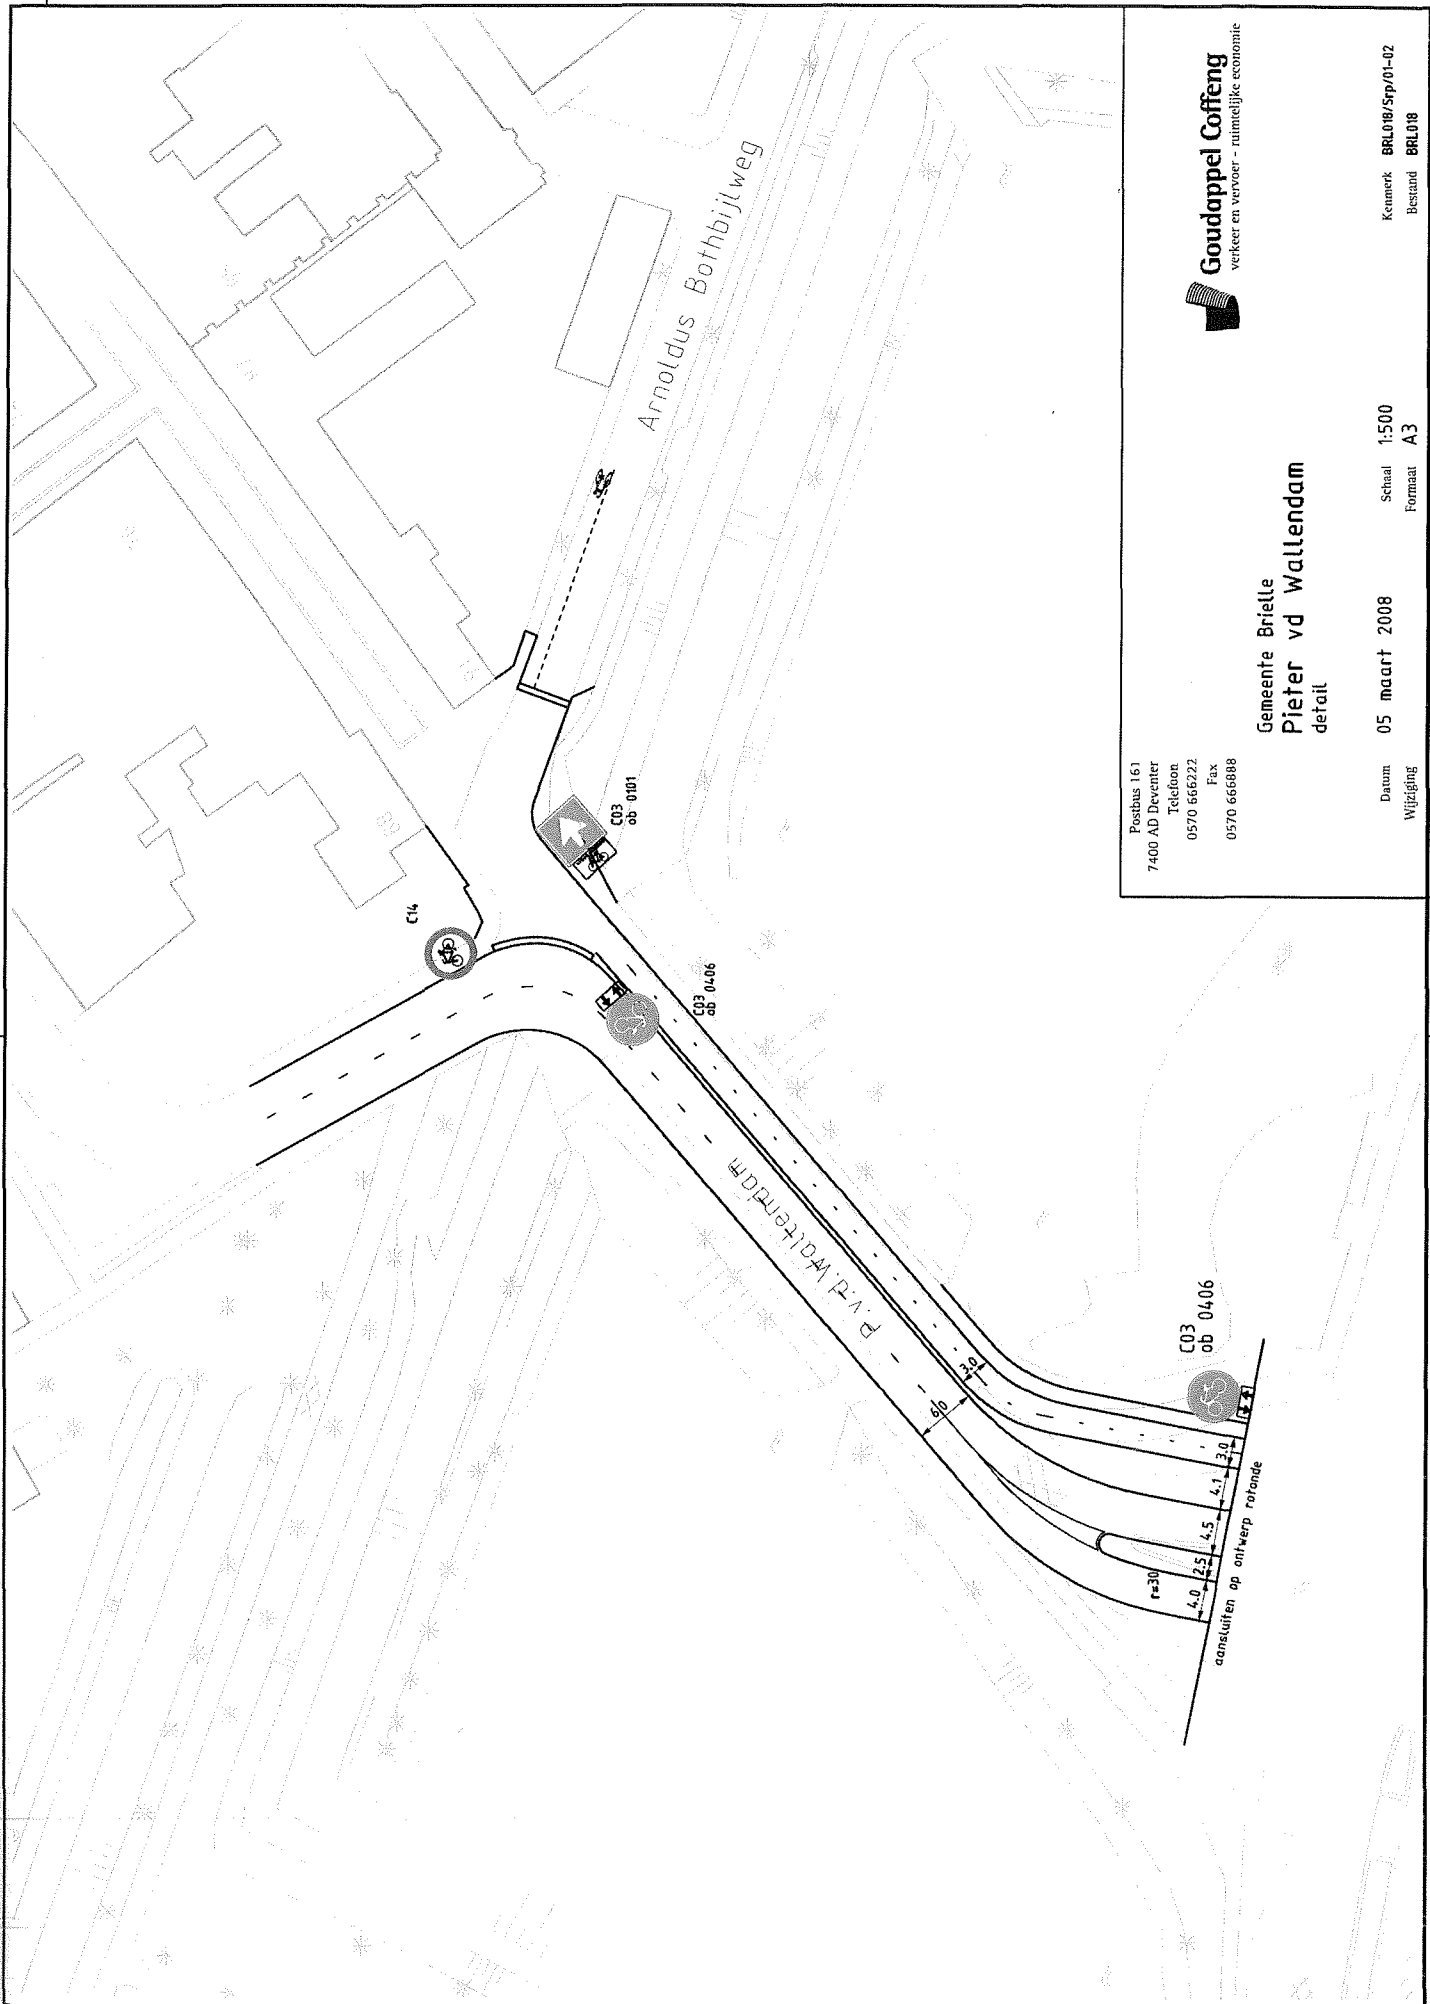 Arnoldus Bothbijlweg
C14
C03
ob 0101
C03
ob 0406
P.v.d.Wallendam
6.0
3.0
C03
ob 0406
r=30
4.0
2.5
4.5
4.1
3.0
aansluiten op ontwerp rotonde
Postbus 161
7400 AD Deventer
Telefoon
0570 666222
Fax
0570 666888
Goudappel Coffeng
verkeer en vervoer - ruimtelijke economie
Gemeente Brielle
Pieter vd Wallendam
detail
Datum 05 maart 2008 Schaal 1:500 Kenmerk BRL018/Srp/01-02
Wijziging Formaat A3 Bestand BRL018